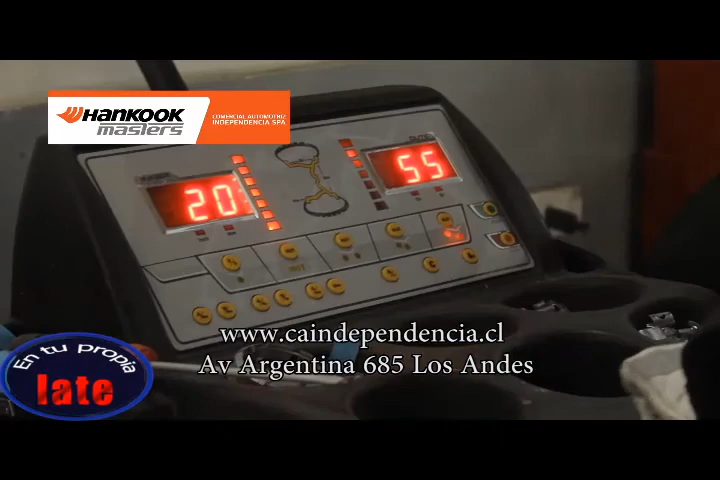 HANKOOK
masters
COMERCIAL AUTOMOTRIZ
INDEPENDENCIA SPA
20
55
www.caindependencia.cl
Av Argentina 685 Los Andes
En tu propia
late